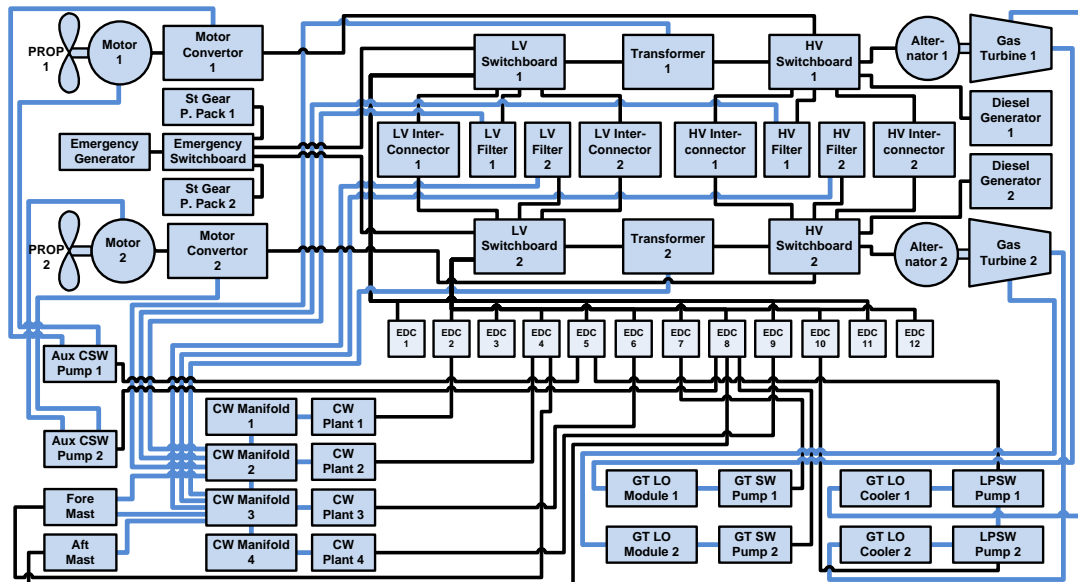 PROP
1
Motor
1
Motor
Convertor
1
LV
Switchboard
1
Transformer
1
HV
Switchboard
1
Alter-
nator 1
Gas
Turbine 1
St Gear
P. Pack 1
Emergency
Generator
Emergency
Switchboard
St Gear
P. Pack 2
LV Inter-
Connector
1
LV
Filter
1
LV
Filter
2
LV Inter-
Connector
2
HV Inter-
connector
1
HV
Filter
1
HV
Filter
2
HV Inter-
connector
2
Diesel
Generator
1
Diesel
Generator
2
PROP
2
Motor
2
Motor
Convertor
2
LV
Switchboard
2
Transformer
2
HV
Switchboard
2
Alter-
nator 2
Gas
Turbine 2
EDC
1
EDC
2
EDC
3
EDC
4
EDC
5
EDC
6
EDC
7
EDC
8
EDC
9
EDC
10
EDC
11
EDC
12
Aux CSW
Pump 1
Aux CSW
Pump 2
CW Manifold
1
CW
Plant 1
CW Manifold
2
CW
Plant 2
Fore
Mast
CW Manifold
3
CW
Plant 3
Aft
Mast
CW Manifold
4
CW
Plant 4
GT LO
Module 1
GT SW
Pump 1
GT LO
Cooler 1
LPSW
Pump 1
GT LO
Module 2
GT SW
Pump 2
GT LO
Cooler 2
LPSW
Pump 2